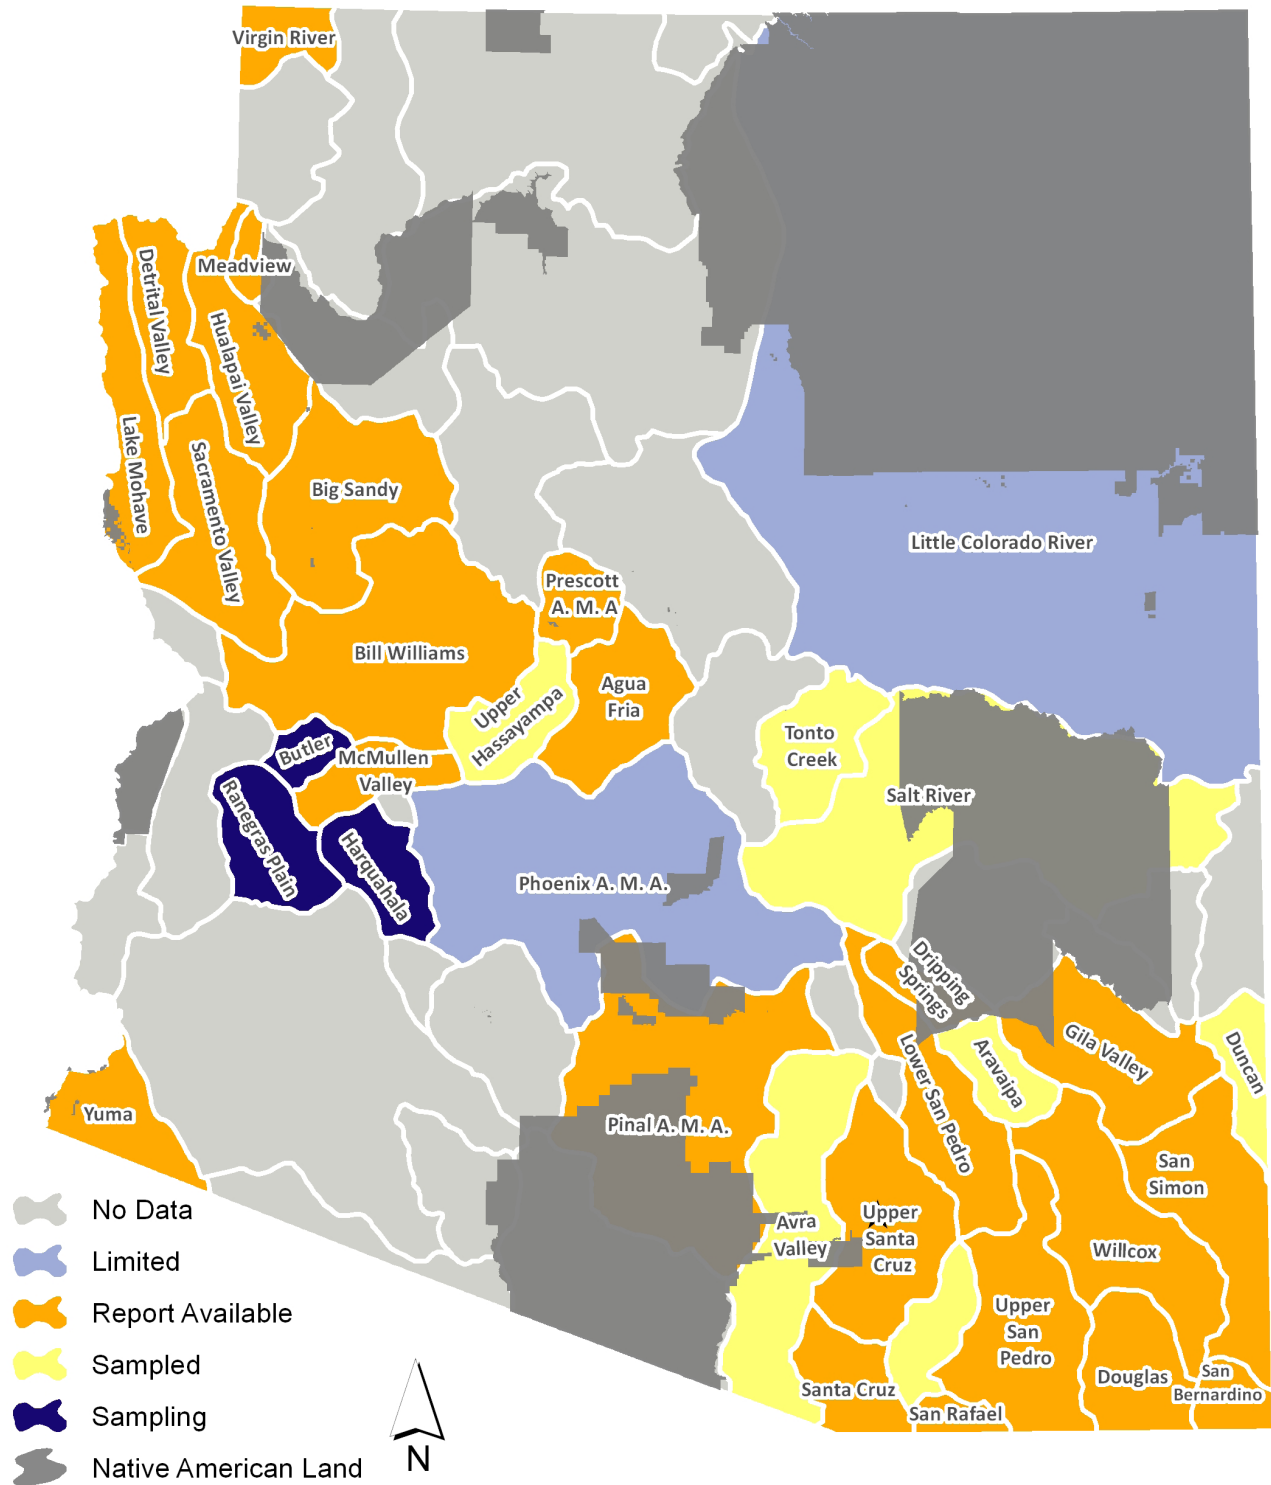 Virgin River
Meadview
Detrital Valley
Hualapai Valley
Lake Mohave
Sacramento Valley
Big Sandy
Little Colorado River
Prescott
A. M. A
Bill Williams
Agua
Fria
Upper
Hassayampa
Tonto
Creek
Butler
McMullen
Valley
Ranegras Plain
Harquahala
Salt River
Phoenix A. M. A.
Dripping
Springs
Lower San Pedro
Aravaipa
Gila Valley
Duncan
Yuma
Pinal A. M. A.
San
Simon
Avra
Valley
Upper
Santa
Cruz
Willcox
Upper
San
Pedro
Douglas
San
Bernardino
Santa Cruz
San Rafael
No Data
Limited
Report Available
Sampled
Sampling
Native American Land
N